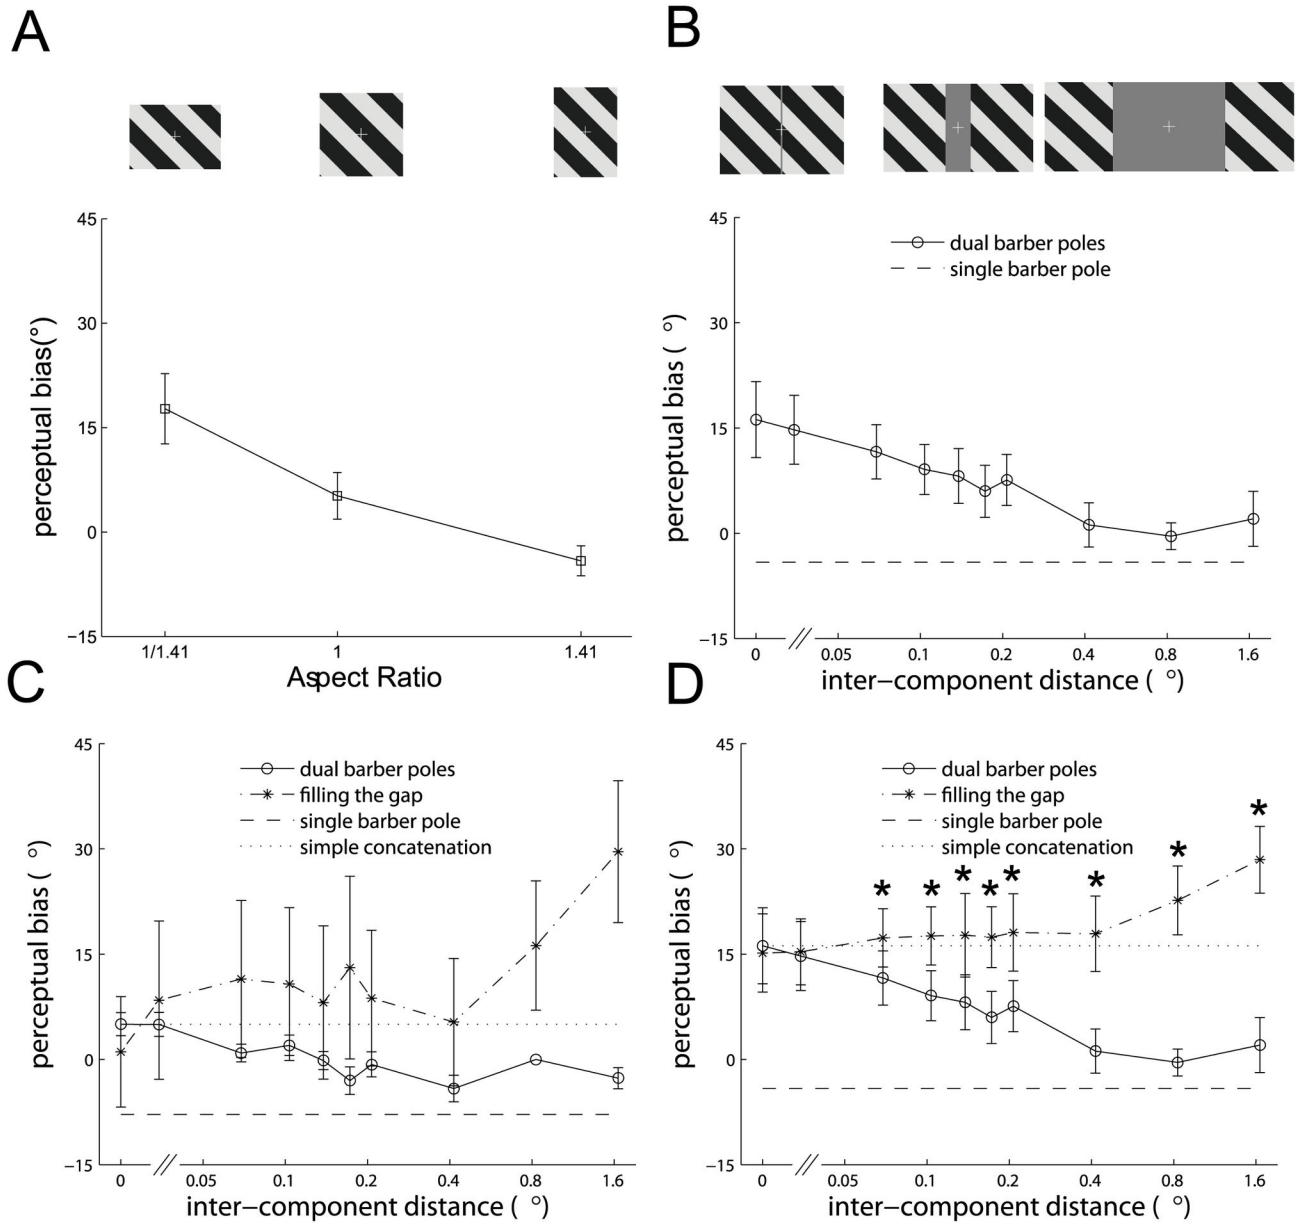 A
45
30
15
0
−15
perceptual bias(°)
1/1.41
1
1.41
Aspect Ratio
B
dual barber poles
single barber pole
45
30
15
0
−15
perceptual bias ( °)
0
0.05
0.1
0.2
0.4
0.8
1.6
inter−component distance ( °)
C
dual barber poles
filling the gap
single barber pole
simple concatenation
45
30
15
0
−15
perceptual bias ( °)
0
0.05
0.1
0.2
0.4
0.8
1.6
inter−component distance ( °)
D
dual barber poles
filling the gap
single barber pole
simple concatenation
* * * * * * * *
45
30
15
0
−15
perceptual bias ( °)
0
0.05
0.1
0.2
0.4
0.8
1.6
inter−component distance ( °)